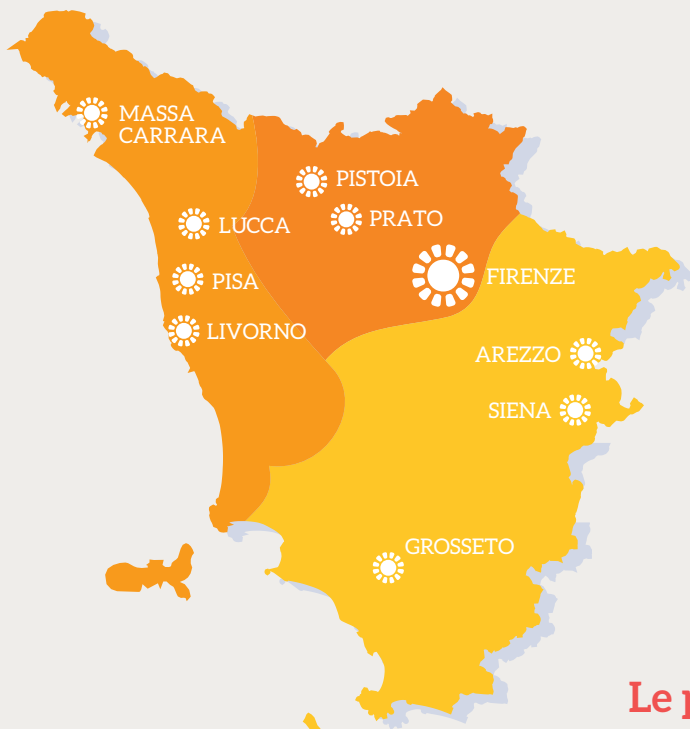 MASSA
CARRARA
PISTOIA
PRATO
LUCCA
FIRENZE
PISA
LIVORNO
AREZZO
SIENA
GROSSETO
Le p